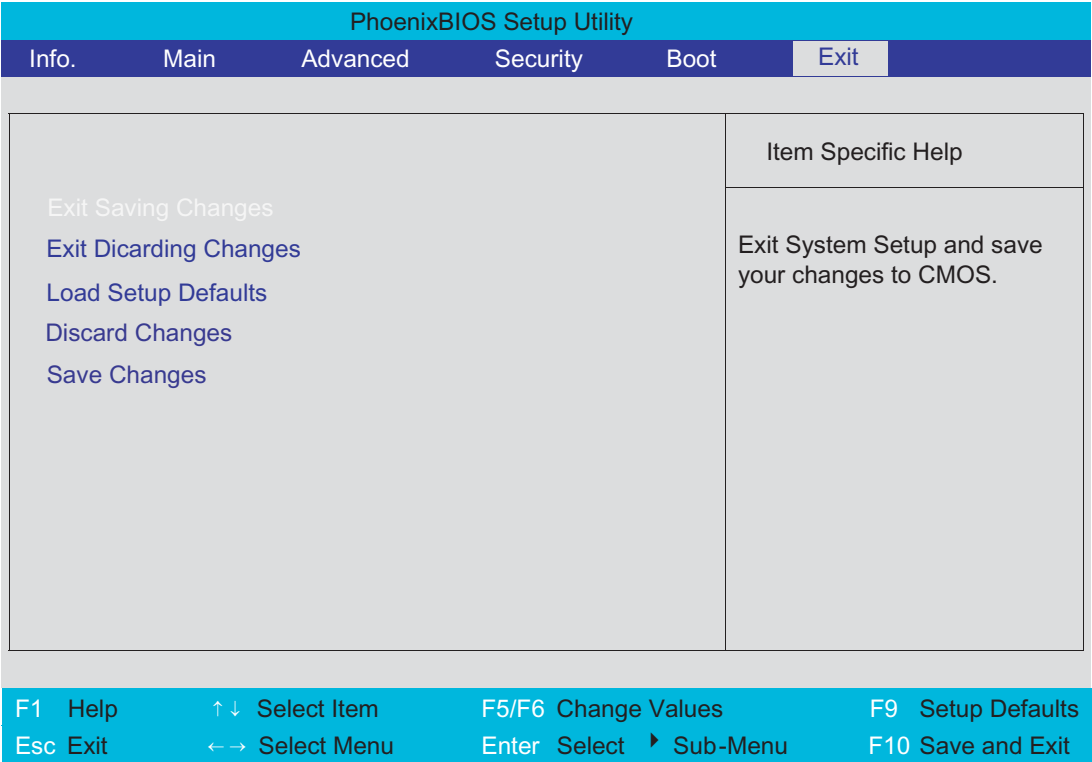 PhoenixBIOS Setup Utility
Info. Main Advanced Security Boot Exit
Item Specific Help
Exit Saving Changes
Exit Dicarding Changes
Load Setup Defaults
Discard Changes
Save Changes
Exit System Setup and save
your changes to CMOS.
F1 Help ↑↓ Select Item F5/F6 Change Values F9 Setup Defaults
Esc Exit ←→ Select Menu Enter Select ▸ Sub-Menu F10 Save and Exit